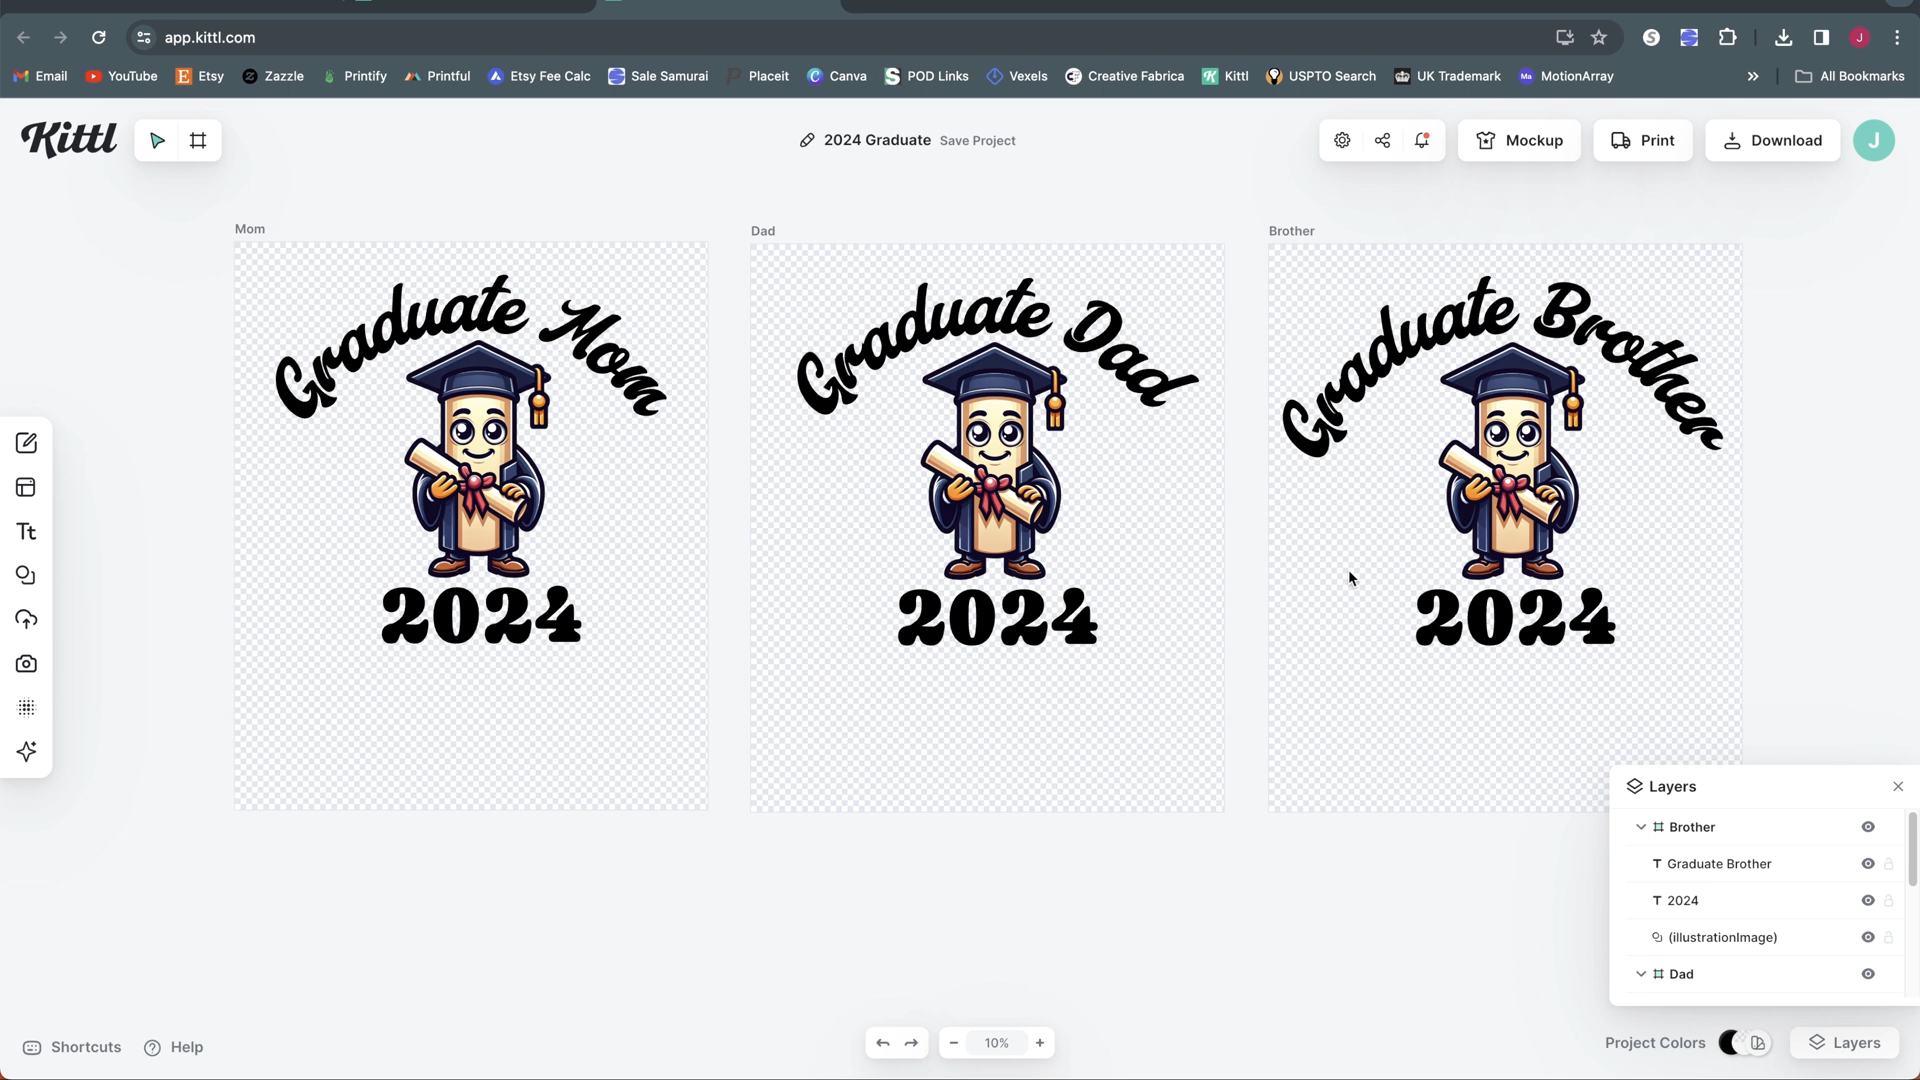 app.kittl.com
Email YouTube Etsy Zazzle Printify Printful Etsy Fee Calc Sale Samurai Placeit Canva POD Links Vexels Creative Fabrica Kittl USPTO Search UK Trademark MotionArray All Bookmarks
Kittl 2024 Graduate Save Project Mockup Print Download J
Mom
Graduate Mom
2024
Dad
Graduate Dad
2024
Brother
Graduate Brother
2024
Tt
Layers
Brother
T Graduate Brother
T 2024
(illustrationImage)
Dad
Shortcuts Help
10%
Project Colors Layers